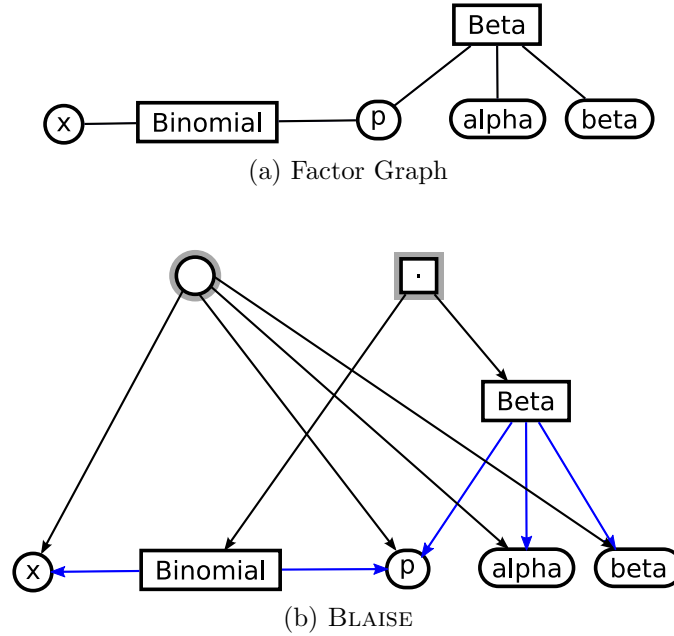 Beta
x Binomial p alpha beta
(a) Factor Graph
·
Beta
x Binomial p alpha beta
(b) BLAISE